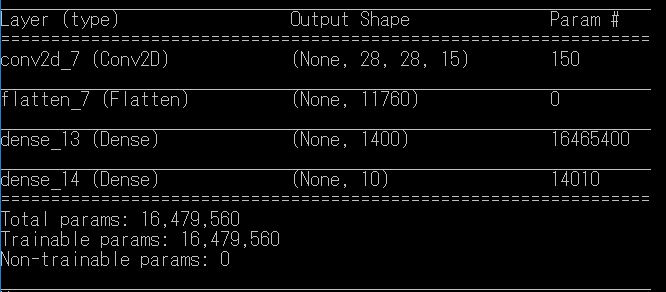 Layer (type) Output Shape Param #
=================================================================
conv2d_7 (Conv2D) (None, 28, 28, 15) 150
flatten_7 (Flatten) (None, 11760) 0
dense_13 (Dense) (None, 1400) 16465400
dense_14 (Dense) (None, 10) 14010
=================================================================
Total params: 16,479,560
Trainable params: 16,479,560
Non-trainable params: 0